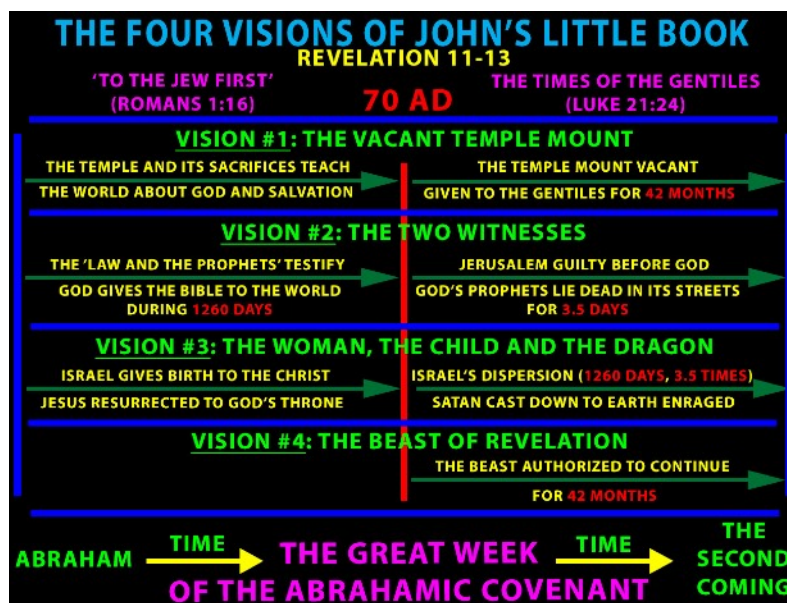 THE FOUR VISIONS OF JOHN'S LITTLE BOOK
REVELATION 11-13
'TO THE JEW FIRST'
(ROMANS 1:16)
70 AD
THE TIMES OF THE GENTILES
(LUKE 21:24)
VISION #1: THE VACANT TEMPLE MOUNT
THE TEMPLE AND ITS SACRIFICES TEACH
THE WORLD ABOUT GOD AND SALVATION
THE TEMPLE MOUNT VACANT
GIVEN TO THE GENTILES FOR 42 MONTHS
VISION #2: THE TWO WITNESSES
THE 'LAW AND THE PROPHETS' TESTIFY
GOD GIVES THE BIBLE TO THE WORLD
DURING 1260 DAYS
JERUSALEM GUILTY BEFORE GOD
GOD'S PROPHETS LIE DEAD IN ITS STREETS
FOR 3.5 DAYS
VISION #3: THE WOMAN, THE CHILD AND THE DRAGON
ISRAEL GIVES BIRTH TO THE CHRIST
JESUS RESURRECTED TO GOD'S THRONE
ISRAEL'S DISPERSION (1260 DAYS, 3.5 TIMES)
SATAN CAST DOWN TO EARTH ENRAGED
VISION #4: THE BEAST OF REVELATION
THE BEAST AUTHORIZED TO CONTINUE
FOR 42 MONTHS
ABRAHAM
TIME
THE GREAT WEEK
OF THE ABRAHAMIC COVENANT
TIME
THE
SECOND
COMING